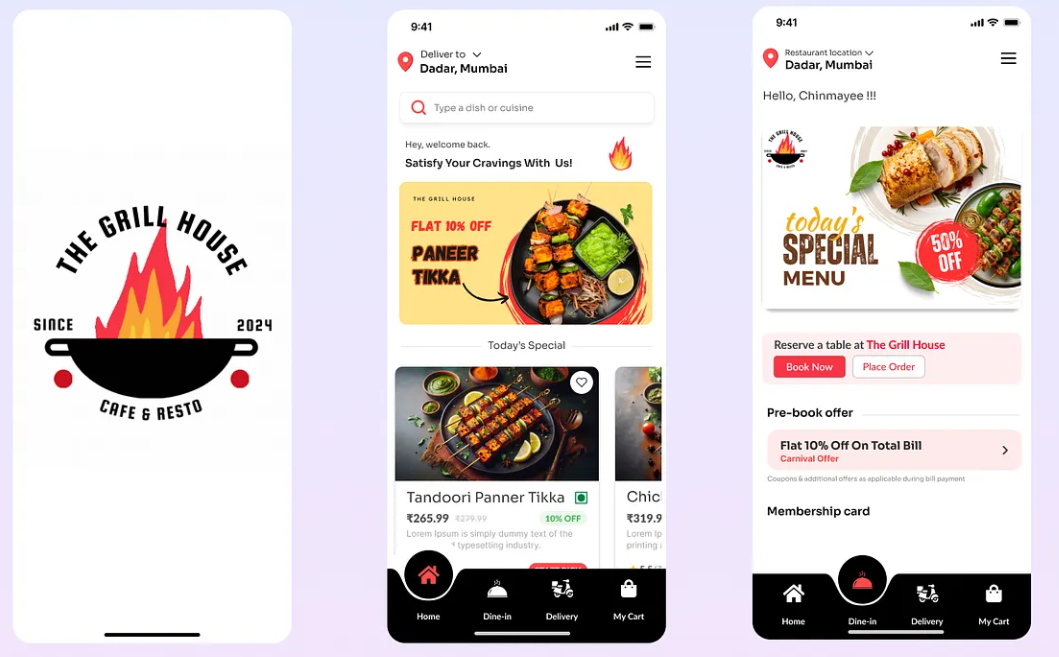 THE GRILL HOUSE
SINCE 2024
CAFE & RESTO
9:41
Deliver to
Dadar, Mumbai
Type a dish or cuisine
Hey, welcome back.
Satisfy Your Cravings With Us!
THE GRILL HOUSE
FLAT 10% OFF
PANEER
TIKKA
Today's Special
Tandoori Panner Tikka
₹265.99 ₹279.99 10% OFF
Lorem Ipsum is simply dummy text of the
typesetting industry.
Chic
₹319.9
Lorem Ip
printing
Home Dine-in Delivery My Cart
9:41
Restaurant location
Dadar, Mumbai
Hello, Chinmayee !!!
THE GRILL HOUSE
today's
SPECIAL
MENU
50%
OFF
Reserve a table at The Grill House
Book Now Place Order
Pre-book offer
Flat 10% Off On Total Bill
Carnival Offer
Coupons & additional offers as applicable during bill payment
Membership card
Home Dine-in Delivery My Cart